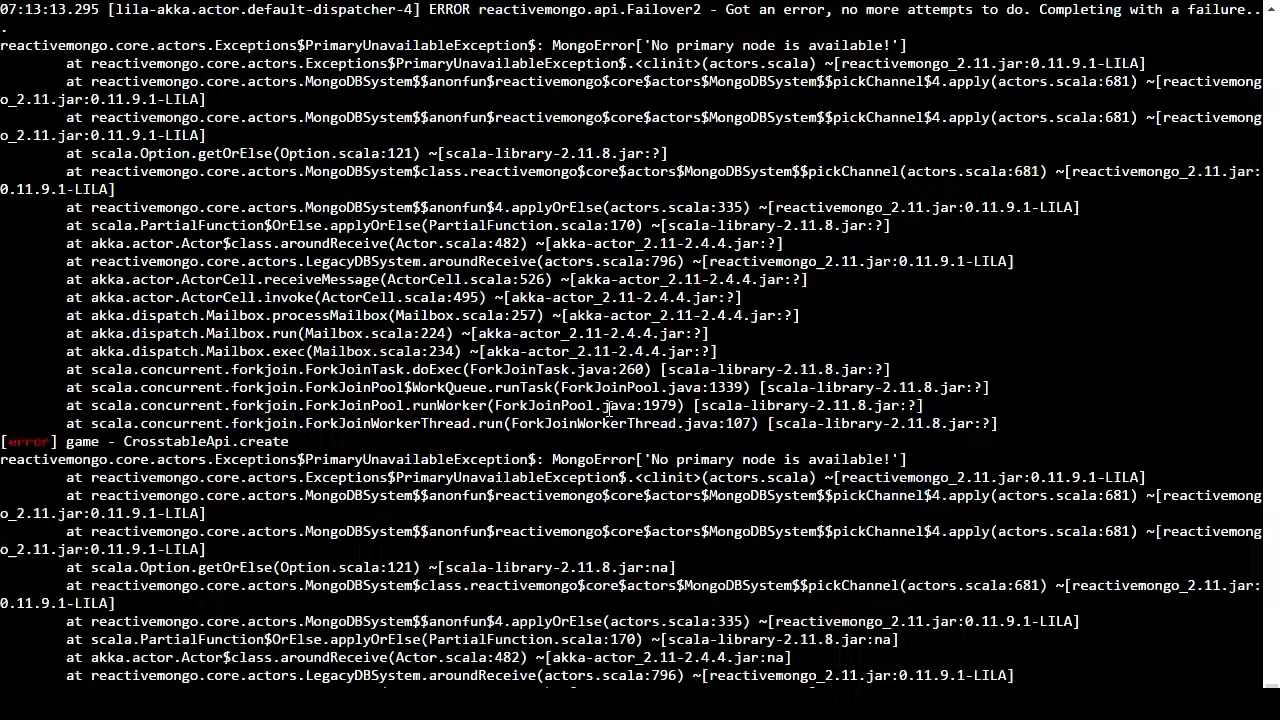 07:13:13.295 [lila-akka.actor.default-dispatcher-4] ERROR reactivemongo.api.Failover2 - Got an error, no more attempts to do. Completing with a failure..
.
reactivemongo.core.actors.Exceptions$PrimaryUnavailableException$: MongoError['No primary node is available!']
at reactivemongo.core.actors.Exceptions$PrimaryUnavailableException$.<clinit>(actors.scala) ~[reactivemongo_2.11.jar:0.11.9.1-LILA]
at reactivemongo.core.actors.MongoDBSystem$$anonfun$reactivemongo$core$actors$MongoDBSystem$$pickChannel$4.apply(actors.scala:681) ~[reactivemong
o_2.11.jar:0.11.9.1-LILA]
at reactivemongo.core.actors.MongoDBSystem$$anonfun$reactivemongo$core$actors$MongoDBSystem$$pickChannel$4.apply(actors.scala:681) ~[reactivemong
o_2.11.jar:0.11.9.1-LILA]
at scala.Option.getOrElse(Option.scala:121) ~[scala-library-2.11.8.jar:?]
at reactivemongo.core.actors.MongoDBSystem$class.reactivemongo$core$actors$MongoDBSystem$$pickChannel(actors.scala:681) ~[reactivemongo_2.11.jar:
0.11.9.1-LILA]
at reactivemongo.core.actors.MongoDBSystem$$anonfun$4.applyOrElse(actors.scala:335) ~[reactivemongo_2.11.jar:0.11.9.1-LILA]
at scala.PartialFunction$OrElse.applyOrElse(PartialFunction.scala:170) ~[scala-library-2.11.8.jar:?]
at akka.actor.Actor$class.aroundReceive(Actor.scala:482) ~[akka-actor_2.11-2.4.4.jar:?]
at reactivemongo.core.actors.LegacyDBSystem.aroundReceive(actors.scala:796) ~[reactivemongo_2.11.jar:0.11.9.1-LILA]
at akka.actor.ActorCell.receiveMessage(ActorCell.scala:526) ~[akka-actor_2.11-2.4.4.jar:?]
at akka.actor.ActorCell.invoke(ActorCell.scala:495) ~[akka-actor_2.11-2.4.4.jar:?]
at akka.dispatch.Mailbox.processMailbox(Mailbox.scala:257) ~[akka-actor_2.11-2.4.4.jar:?]
at akka.dispatch.Mailbox.run(Mailbox.scala:224) ~[akka-actor_2.11-2.4.4.jar:?]
at akka.dispatch.Mailbox.exec(Mailbox.scala:234) ~[akka-actor_2.11-2.4.4.jar:?]
at scala.concurrent.forkjoin.ForkJoinTask.doExec(ForkJoinTask.java:260) [scala-library-2.11.8.jar:?]
at scala.concurrent.forkjoin.ForkJoinPool$WorkQueue.runTask(ForkJoinPool.java:1339) [scala-library-2.11.8.jar:?]
at scala.concurrent.forkjoin.ForkJoinPool.runWorker(ForkJoinPool.java:1979) [scala-library-2.11.8.jar:?]
at scala.concurrent.forkjoin.ForkJoinWorkerThread.run(ForkJoinWorkerThread.java:107) [scala-library-2.11.8.jar:?]
[error] game - CrosstableApi.create
reactivemongo.core.actors.Exceptions$PrimaryUnavailableException$: MongoError['No primary node is available!']
at reactivemongo.core.actors.Exceptions$PrimaryUnavailableException$.<clinit>(actors.scala) ~[reactivemongo_2.11.jar:0.11.9.1-LILA]
at reactivemongo.core.actors.MongoDBSystem$$anonfun$reactivemongo$core$actors$MongoDBSystem$$pickChannel$4.apply(actors.scala:681) ~[reactivemong
o_2.11.jar:0.11.9.1-LILA]
at reactivemongo.core.actors.MongoDBSystem$$anonfun$reactivemongo$core$actors$MongoDBSystem$$pickChannel$4.apply(actors.scala:681) ~[reactivemong
o_2.11.jar:0.11.9.1-LILA]
at scala.Option.getOrElse(Option.scala:121) ~[scala-library-2.11.8.jar:na]
at reactivemongo.core.actors.MongoDBSystem$class.reactivemongo$core$actors$MongoDBSystem$$pickChannel(actors.scala:681) ~[reactivemongo_2.11.jar:
0.11.9.1-LILA]
at reactivemongo.core.actors.MongoDBSystem$$anonfun$4.applyOrElse(actors.scala:335) ~[reactivemongo_2.11.jar:0.11.9.1-LILA]
at scala.PartialFunction$OrElse.applyOrElse(PartialFunction.scala:170) ~[scala-library-2.11.8.jar:na]
at akka.actor.Actor$class.aroundReceive(Actor.scala:482) ~[akka-actor_2.11-2.4.4.jar:na]
at reactivemongo.core.actors.LegacyDBSystem.aroundReceive(actors.scala:796) ~[reactivemongo_2.11.jar:0.11.9.1-LILA]